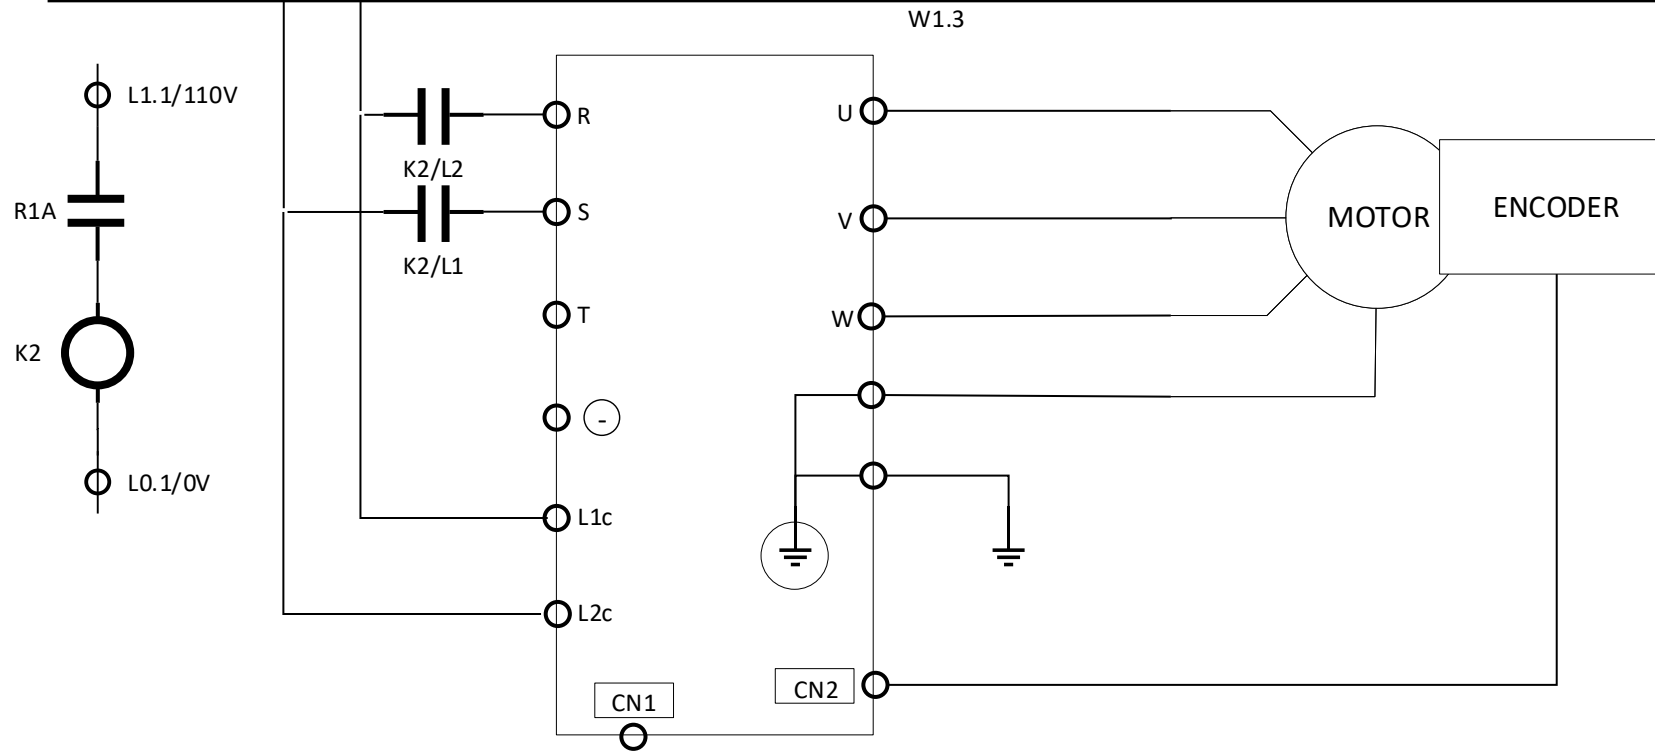 W1.3
L1.1/110V
R
U
K2/L2
R1A
S
V
MOTOR
ENCODER
K2/L1
T
W
K2
-
L0.1/0V
L1c
L2c
CN1
CN2